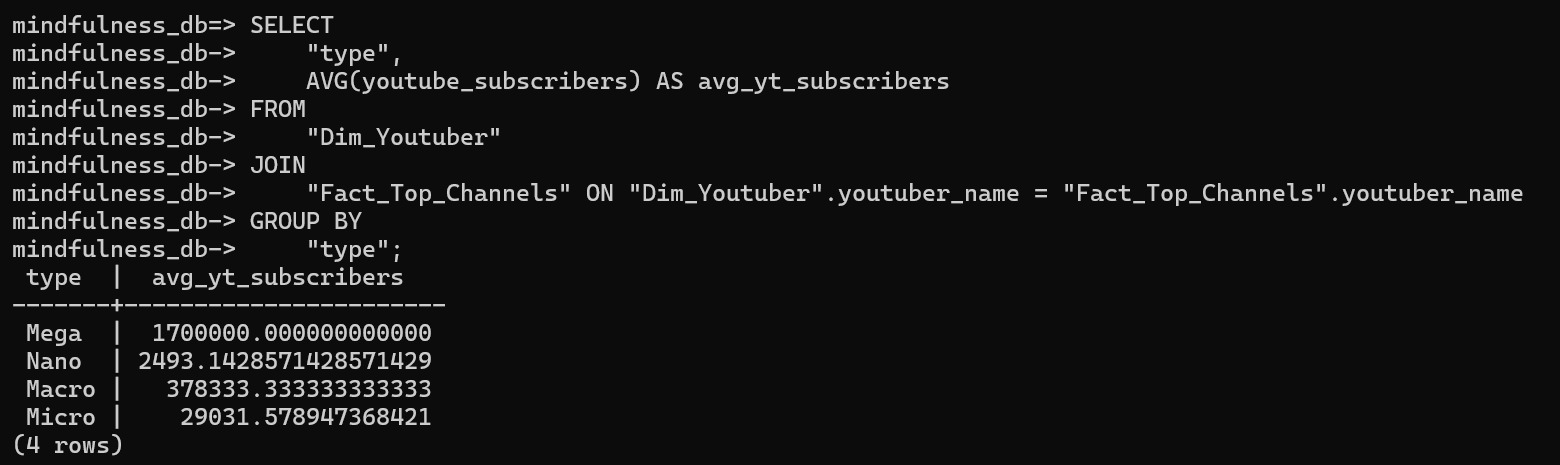 mindfulness_db=> SELECT
mindfulness_db->     "type",
mindfulness_db->     AVG(youtube_subscribers) AS avg_yt_subscribers
mindfulness_db-> FROM
mindfulness_db->     "Dim_Youtuber"
mindfulness_db-> JOIN
mindfulness_db->     "Fact_Top_Channels" ON "Dim_Youtuber".youtuber_name = "Fact_Top_Channels".youtuber_name
mindfulness_db-> GROUP BY
mindfulness_db->     "type";
 type  |  avg_yt_subscribers
-------+-----------------------
 Mega  |  1700000.000000000000
 Nano  | 2493.1428571428571429
 Macro |   378333.333333333333
 Micro |    29031.578947368421
(4 rows)